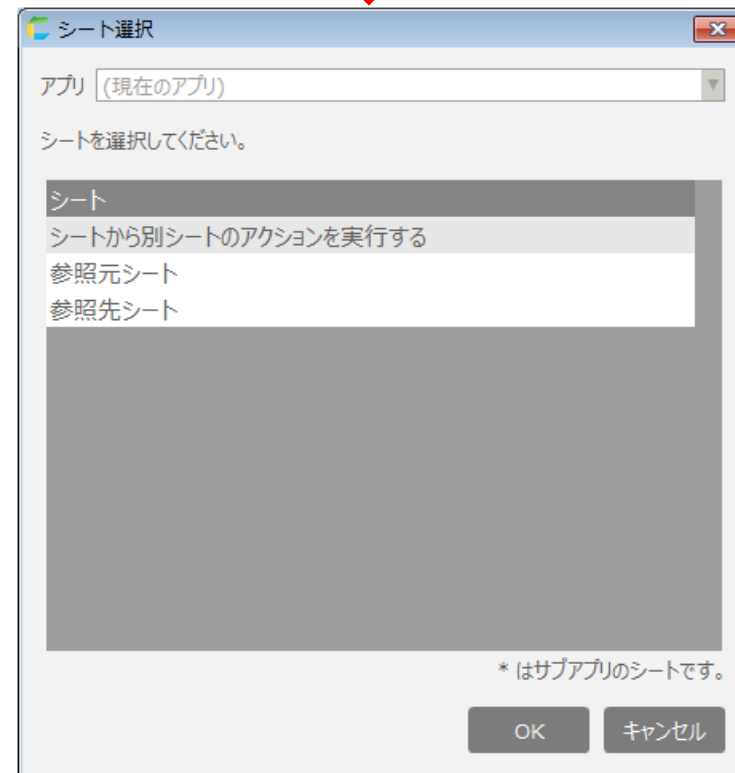 シート選択
アプリ (現在のアプリ)
シートを選択してください。
シート
シートから別シートのアクションを実行する
参照元シート
参照先シート
* はサブアプリのシートです。
OK キャンセル